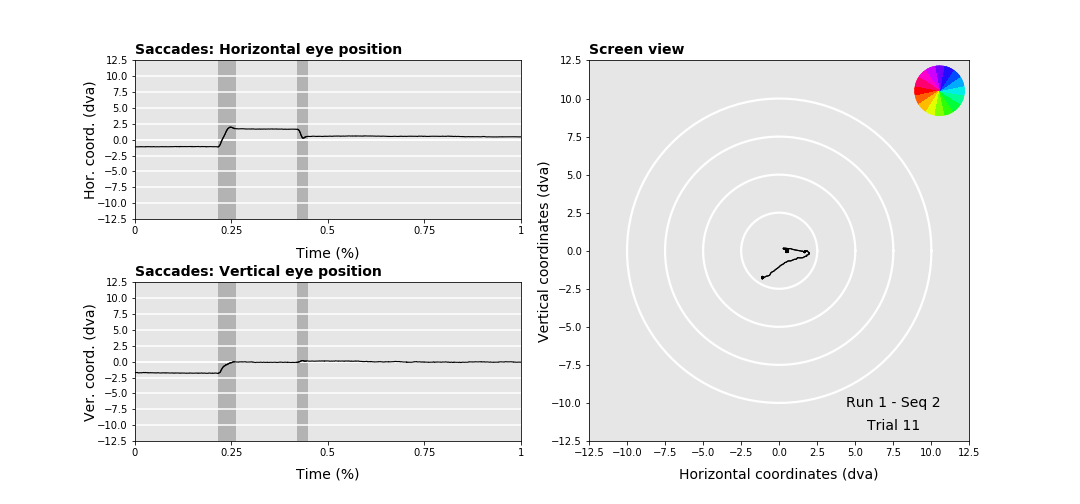 Saccades: Horizontal eye position
Hor. coord. (dva)
12.5
10.0
7.5
5.0
2.5
0.0
−2.5
−5.0
−7.5
−10.0
−12.5
0 0.25 0.5 0.75 1
Time (%)
Saccades: Vertical eye position
Ver. coord. (dva)
12.5
10.0
7.5
5.0
2.5
0.0
−2.5
−5.0
−7.5
−10.0
−12.5
0 0.25 0.5 0.75 1
Time (%)
Screen view
Vertical coordinates (dva)
12.5
10.0
7.5
5.0
2.5
0.0
−2.5
−5.0
−7.5
−10.0
−12.5
Run 1 - Seq 2
Trial 11
−12.5 −10.0 −7.5 −5.0 −2.5 0.0 2.5 5.0 7.5 10.0 12.5
Horizontal coordinates (dva)